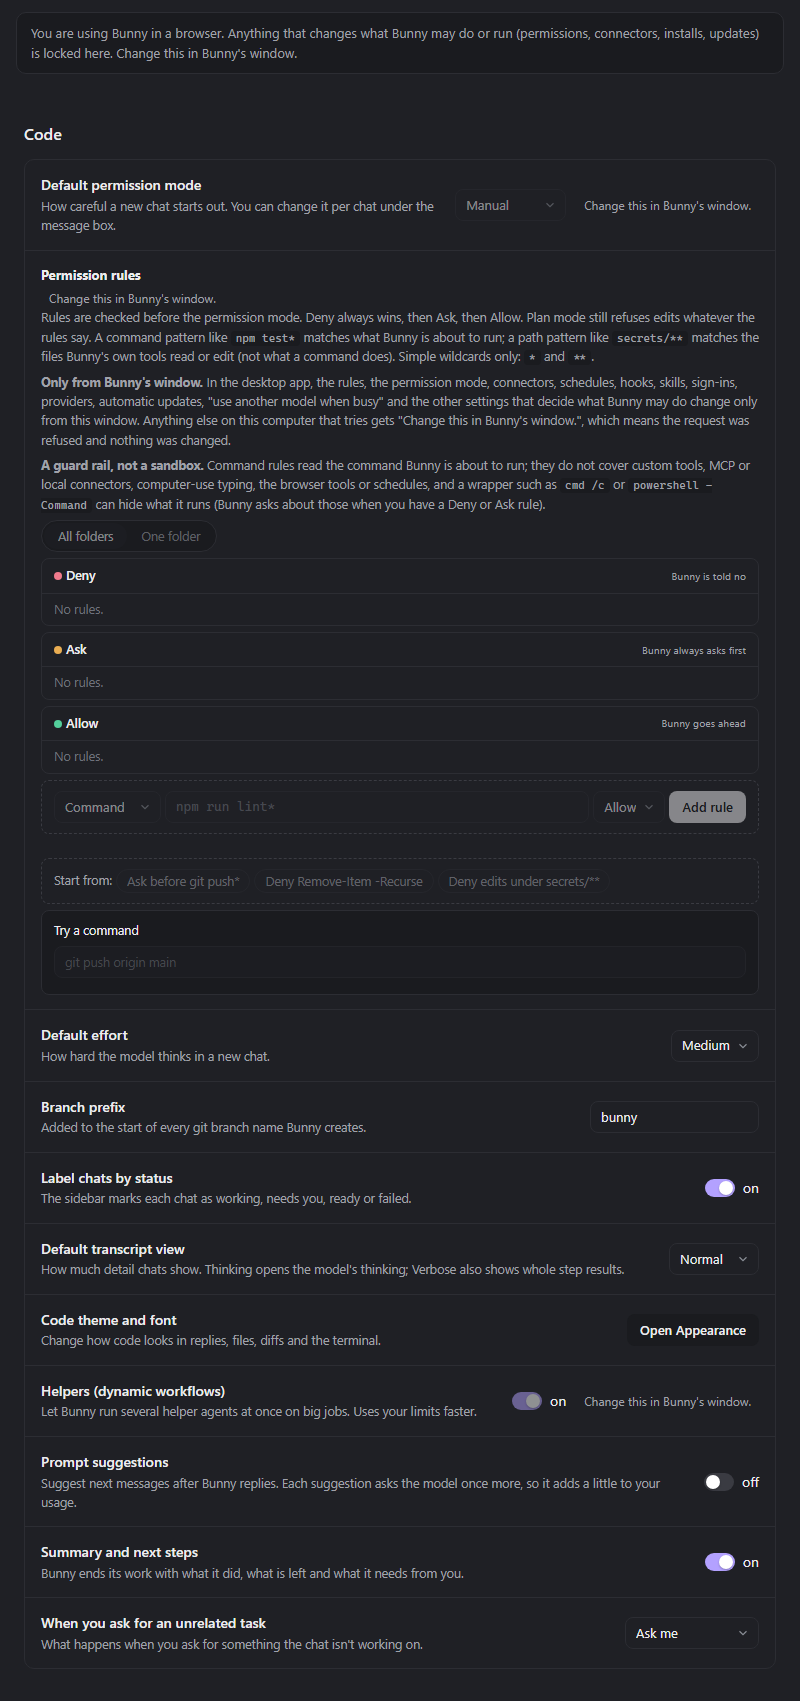 You are using Bunny in a browser. Anything that changes what Bunny may do or run (permissions, connectors, installs, updates)
is locked here. Change this in Bunny's window.
Code
Default permission mode
How careful a new chat starts out. You can change it per chat under the
message box.
Manual
Change this in Bunny's window.
Permission rules
Change this in Bunny's window.
Rules are checked before the permission mode. Deny always wins, then Ask, then Allow. Plan mode still refuses edits whatever the
rules say. A command pattern like npm test* matches what Bunny is about to run; a path pattern like secrets/** matches the
files Bunny's own tools read or edit (not what a command does). Simple wildcards only: * and ** .
Only from Bunny's window. In the desktop app, the rules, the permission mode, connectors, schedules, hooks, skills, sign-ins,
providers, automatic updates, "use another model when busy" and the other settings that decide what Bunny may do change only
from this window. Anything else on this computer that tries gets "Change this in Bunny's window.", which means the request was
refused and nothing was changed.
A guard rail, not a sandbox. Command rules read the command Bunny is about to run; they do not cover custom tools, MCP or
local connectors, computer-use typing, the browser tools or schedules, and a wrapper such as cmd /c or powershell -
Command can hide what it runs (Bunny asks about those when you have a Deny or Ask rule).
All folders
One folder
Deny
Bunny is told no
No rules.
Ask
Bunny always asks first
No rules.
Allow
Bunny goes ahead
No rules.
Command
npm run lint*
Allow
Add rule
Start from:
Ask before git push*
Deny Remove-Item -Recurse
Deny edits under secrets/**
Try a command
git push origin main
Default effort
How hard the model thinks in a new chat.
Medium
Branch prefix
Added to the start of every git branch name Bunny creates.
bunny
Label chats by status
The sidebar marks each chat as working, needs you, ready or failed.
on
Default transcript view
How much detail chats show. Thinking opens the model's thinking; Verbose also shows whole step results.
Normal
Code theme and font
Change how code looks in replies, files, diffs and the terminal.
Open Appearance
Helpers (dynamic workflows)
Let Bunny run several helper agents at once on big jobs. Uses your limits faster.
on
Change this in Bunny's window.
Prompt suggestions
Suggest next messages after Bunny replies. Each suggestion asks the model once more, so it adds a little to your
usage.
off
Summary and next steps
Bunny ends its work with what it did, what is left and what it needs from you.
on
When you ask for an unrelated task
What happens when you ask for something the chat isn't working on.
Ask me